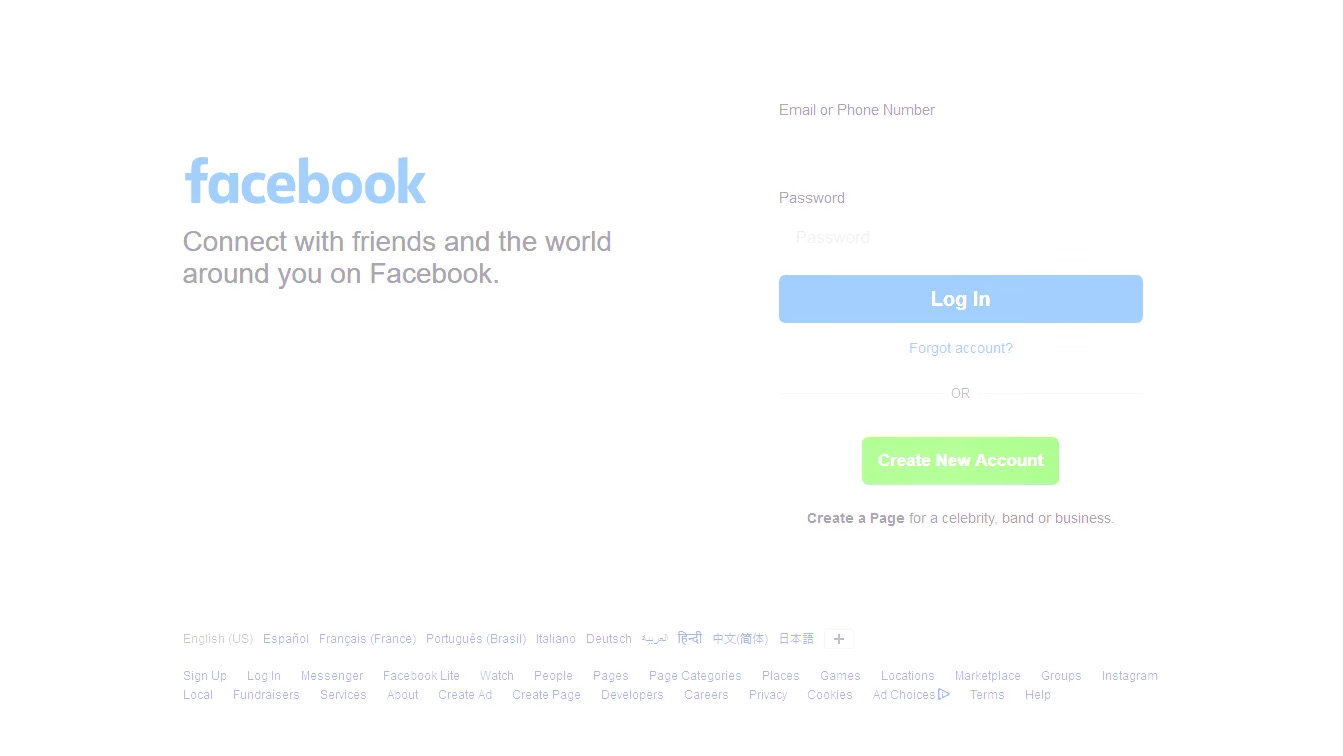 facebook
Connect with friends and the world
around you on Facebook.
Email or Phone Number
Password
Password
Log In
Forgot account?
OR
Create New Account
Create a Page for a celebrity, band or business.
English (US) Español Français (France) Português (Brasil) Italiano Deutsch العربية हिन्दी 中文(简体) 日本語 +
Sign Up Log In Messenger Facebook Lite Watch People Pages Page Categories Places Games Locations Marketplace Groups Instagram
Local Fundraisers Services About Create Ad Create Page Developers Careers Privacy Cookies Ad Choices Terms Help